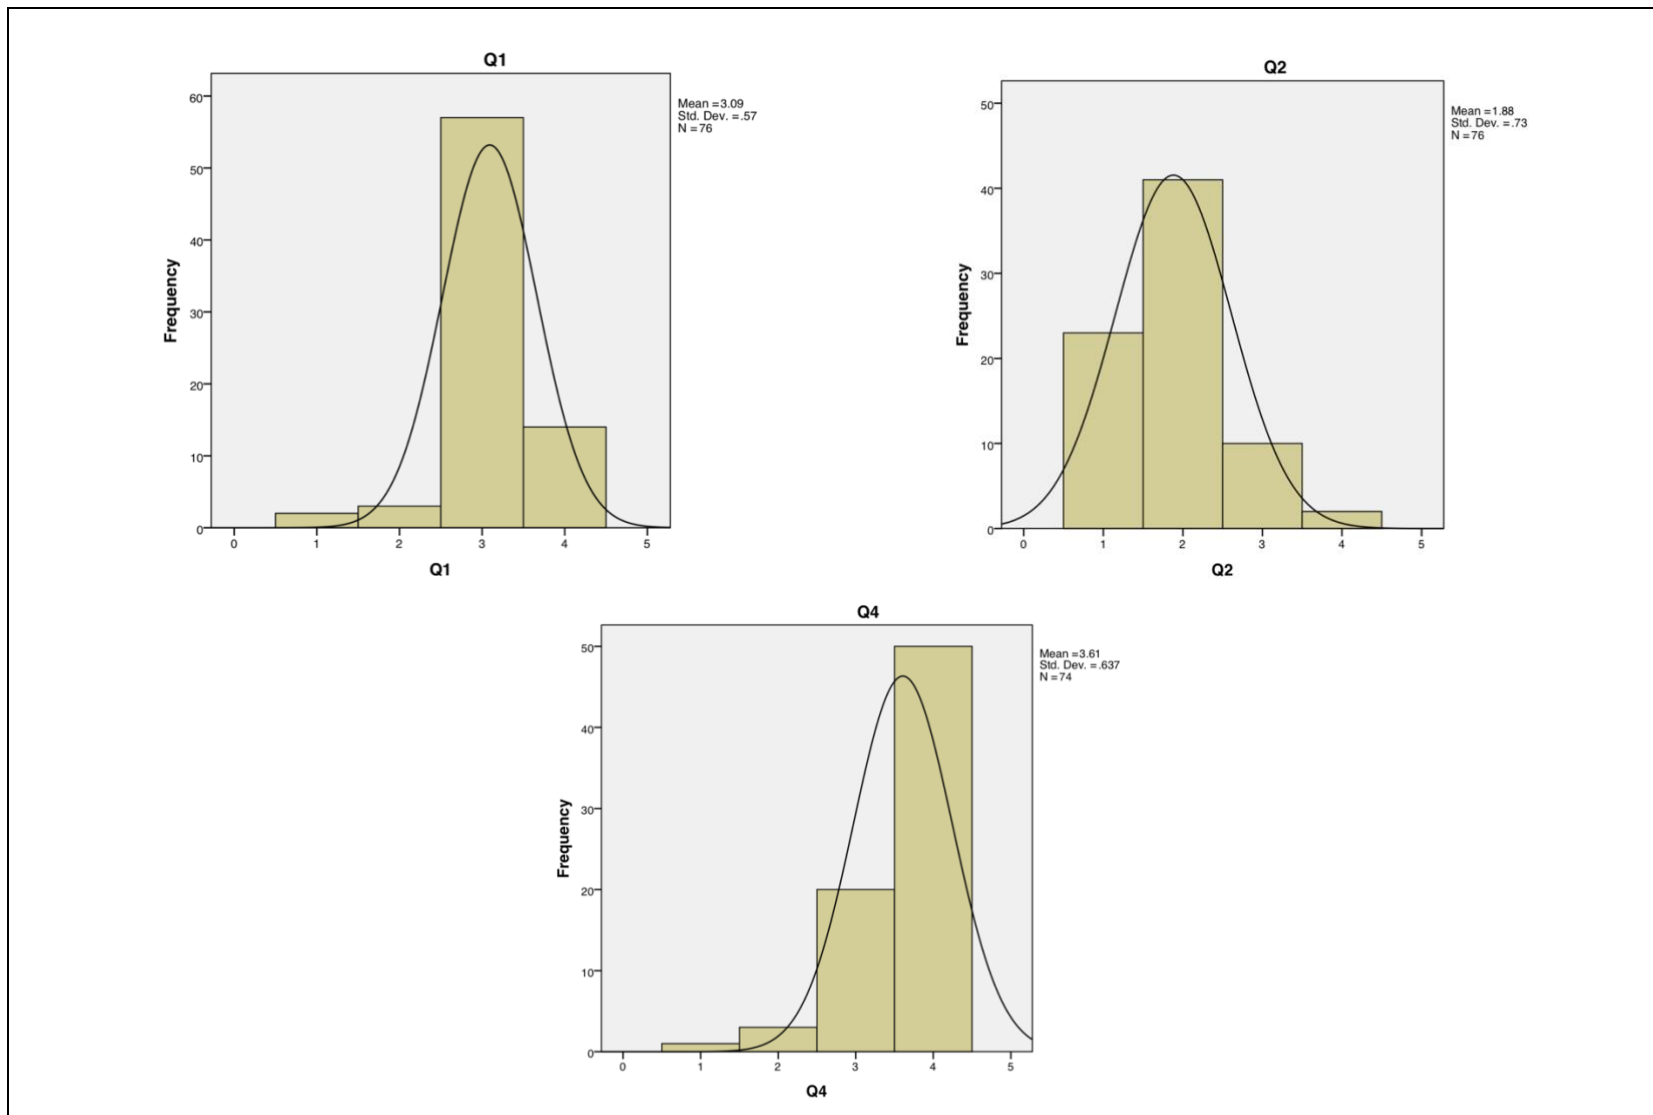 Q1
60
50
40
30
20
10
0
Frequency
0 1 2 3 4 5
Q1
Mean =3.09
Std. Dev. =.57
N =76
Q2
50
40
30
20
10
0
Frequency
0 1 2 3 4 5
Q2
Mean =1.88
Std. Dev. =.73
N =76
Q4
50
40
30
20
10
0
Frequency
0 1 2 3 4 5
Q4
Mean =3.61
Std. Dev. =.637
N =74